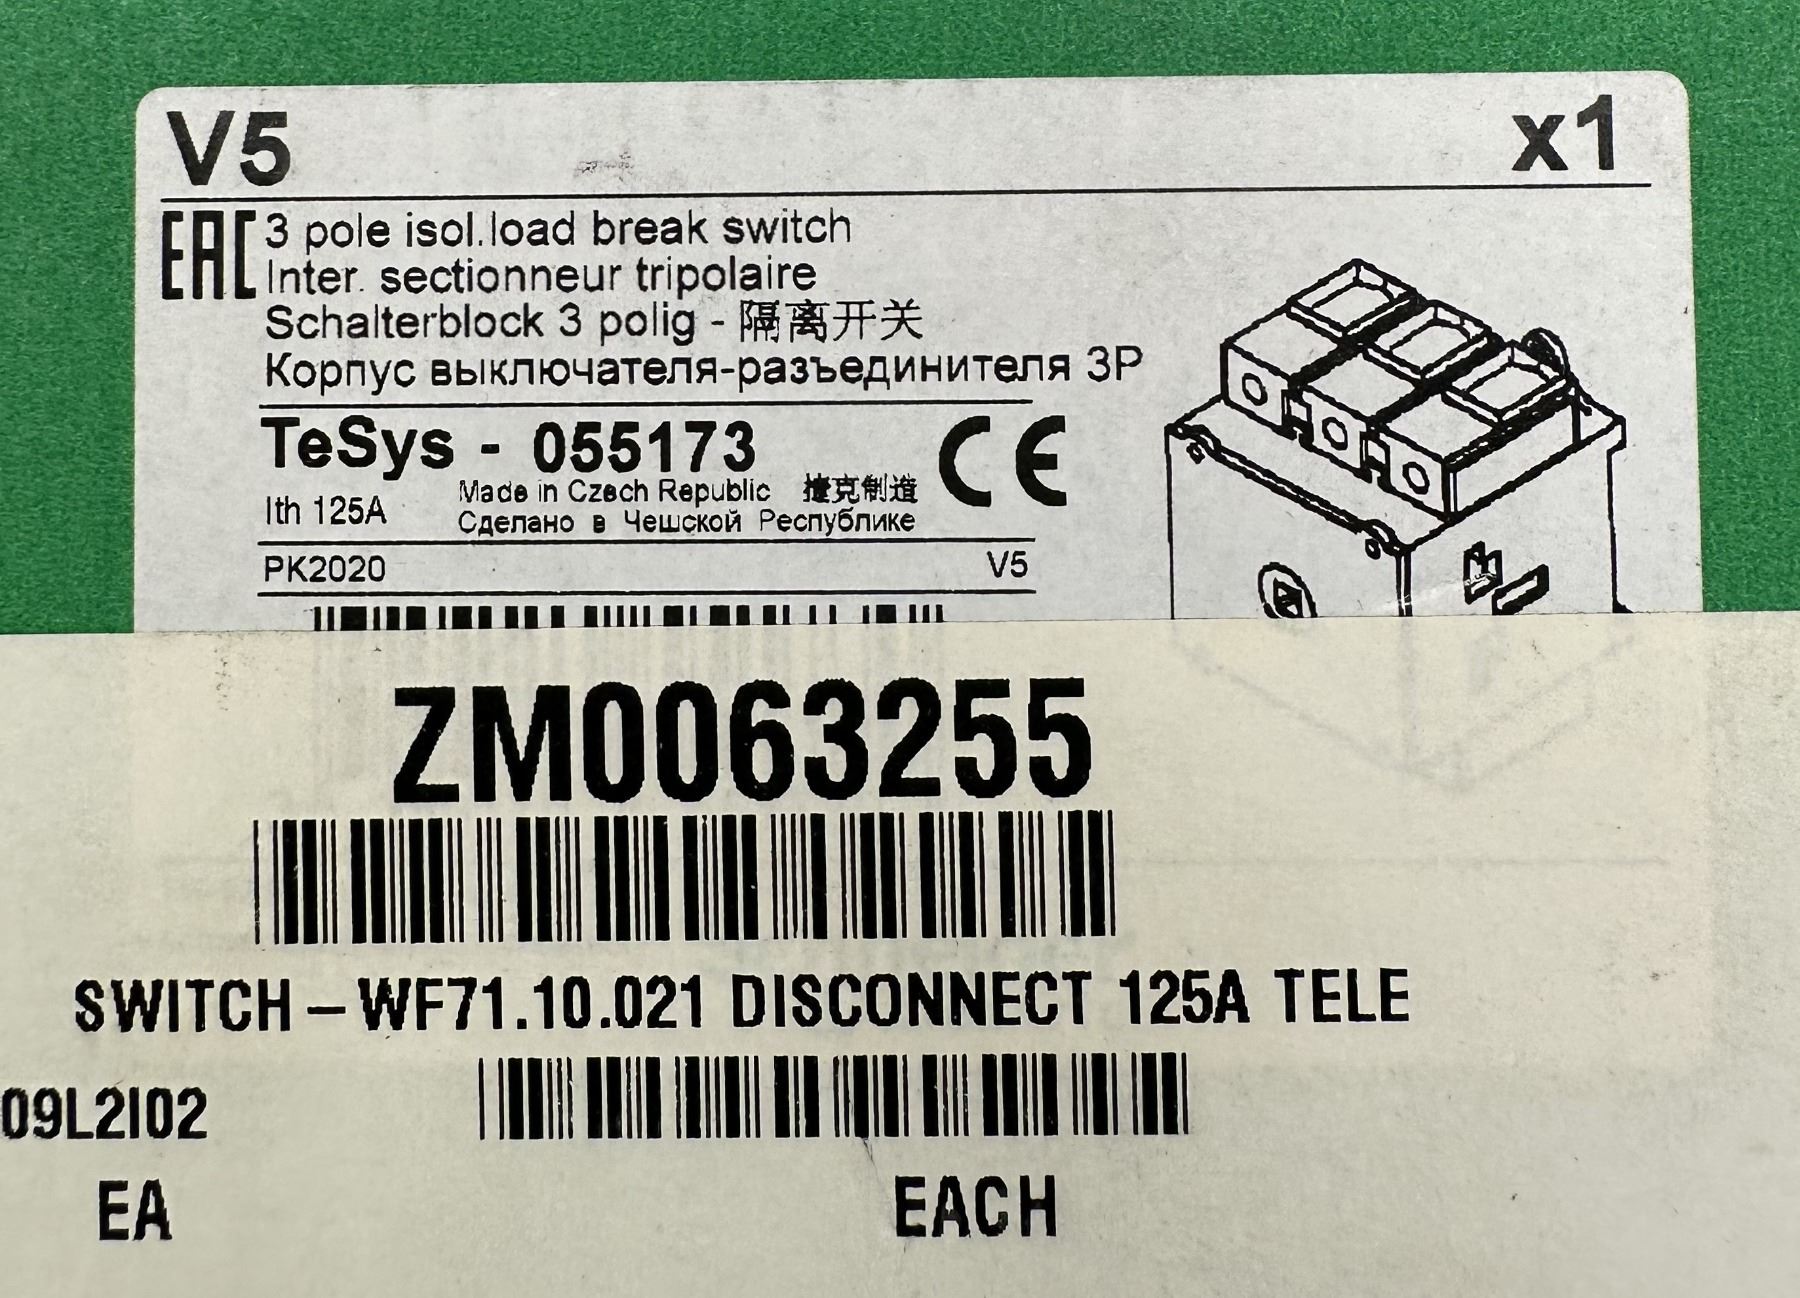 V5 x1
EAC
3 pole isol.load break switch
Inter. sectionneur tripolaire
Schalterblock 3 polig - 隔离开关
Корпус выключателя-разъединителя 3P
TeSys - 055173 CE
Ith 125A
Made in Czech Republic 捷克制造
Сделано в Чешской Республике
PK2020 V5
ZM0063255
SWITCH-WF71.10.021 DISCONNECT 125A TELE
09L2I02
EA EACH